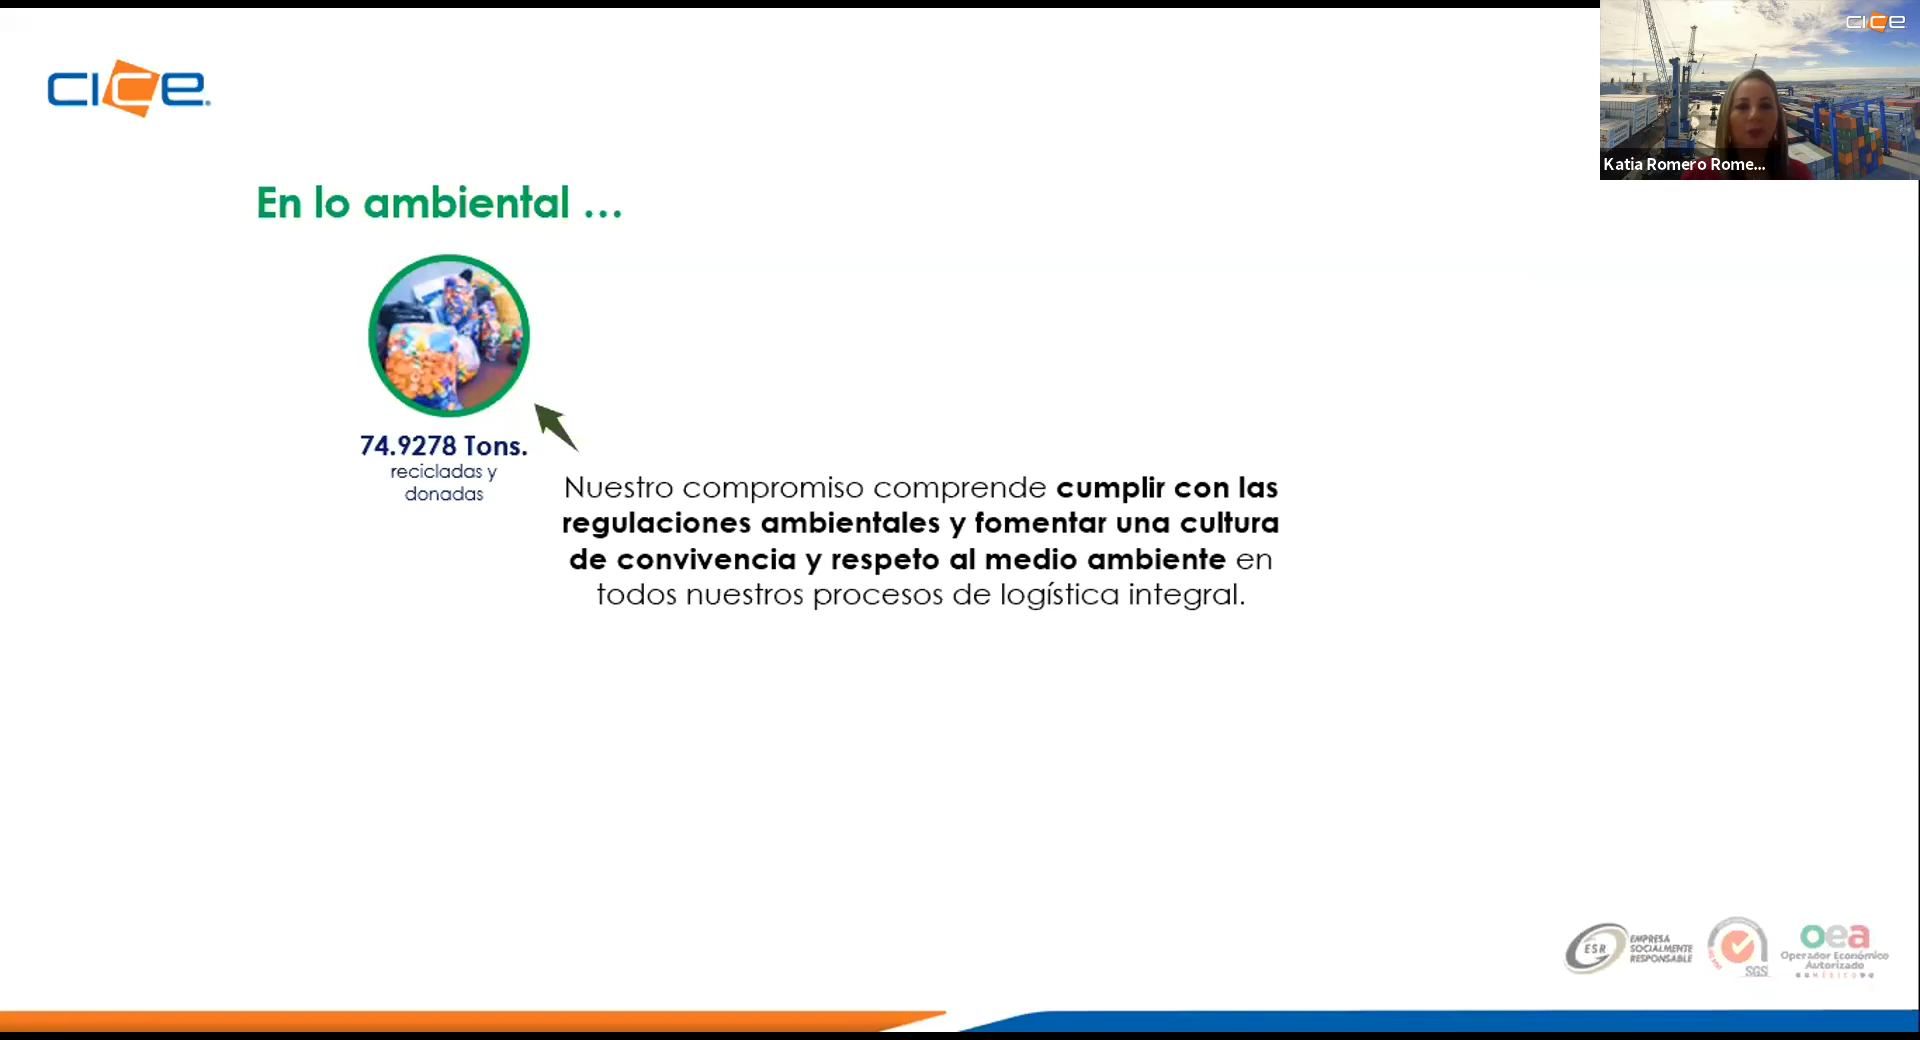 cice
cice
Katia Romero Rome...
En lo ambiental ...
74.9278 Tons.
recicladas y
donadas
Nuestro compromiso comprende cumplir con las
regulaciones ambientales y fomentar una cultura
de convivencia y respeto al medio ambiente en
todos nuestros procesos de logística integral.
ESR
EMPRESA
SOCIALMENTE
RESPONSABLE
SGS
oea
Operador Económico
Autorizado
MÉXICO